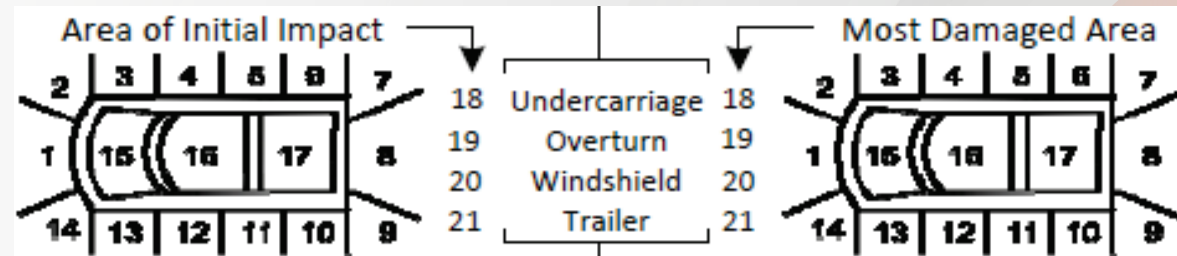 Area of Initial Impact
Most Damaged Area
2 3 4 5 6 7
18 Undercarriage 18
2 3 4 5 6 7
19 Overturn 19
1 15 16 17 8
1 15 16 17 8
20 Windshield 20
21 Trailer 21
14 13 12 11 10 9
14 13 12 11 10 9